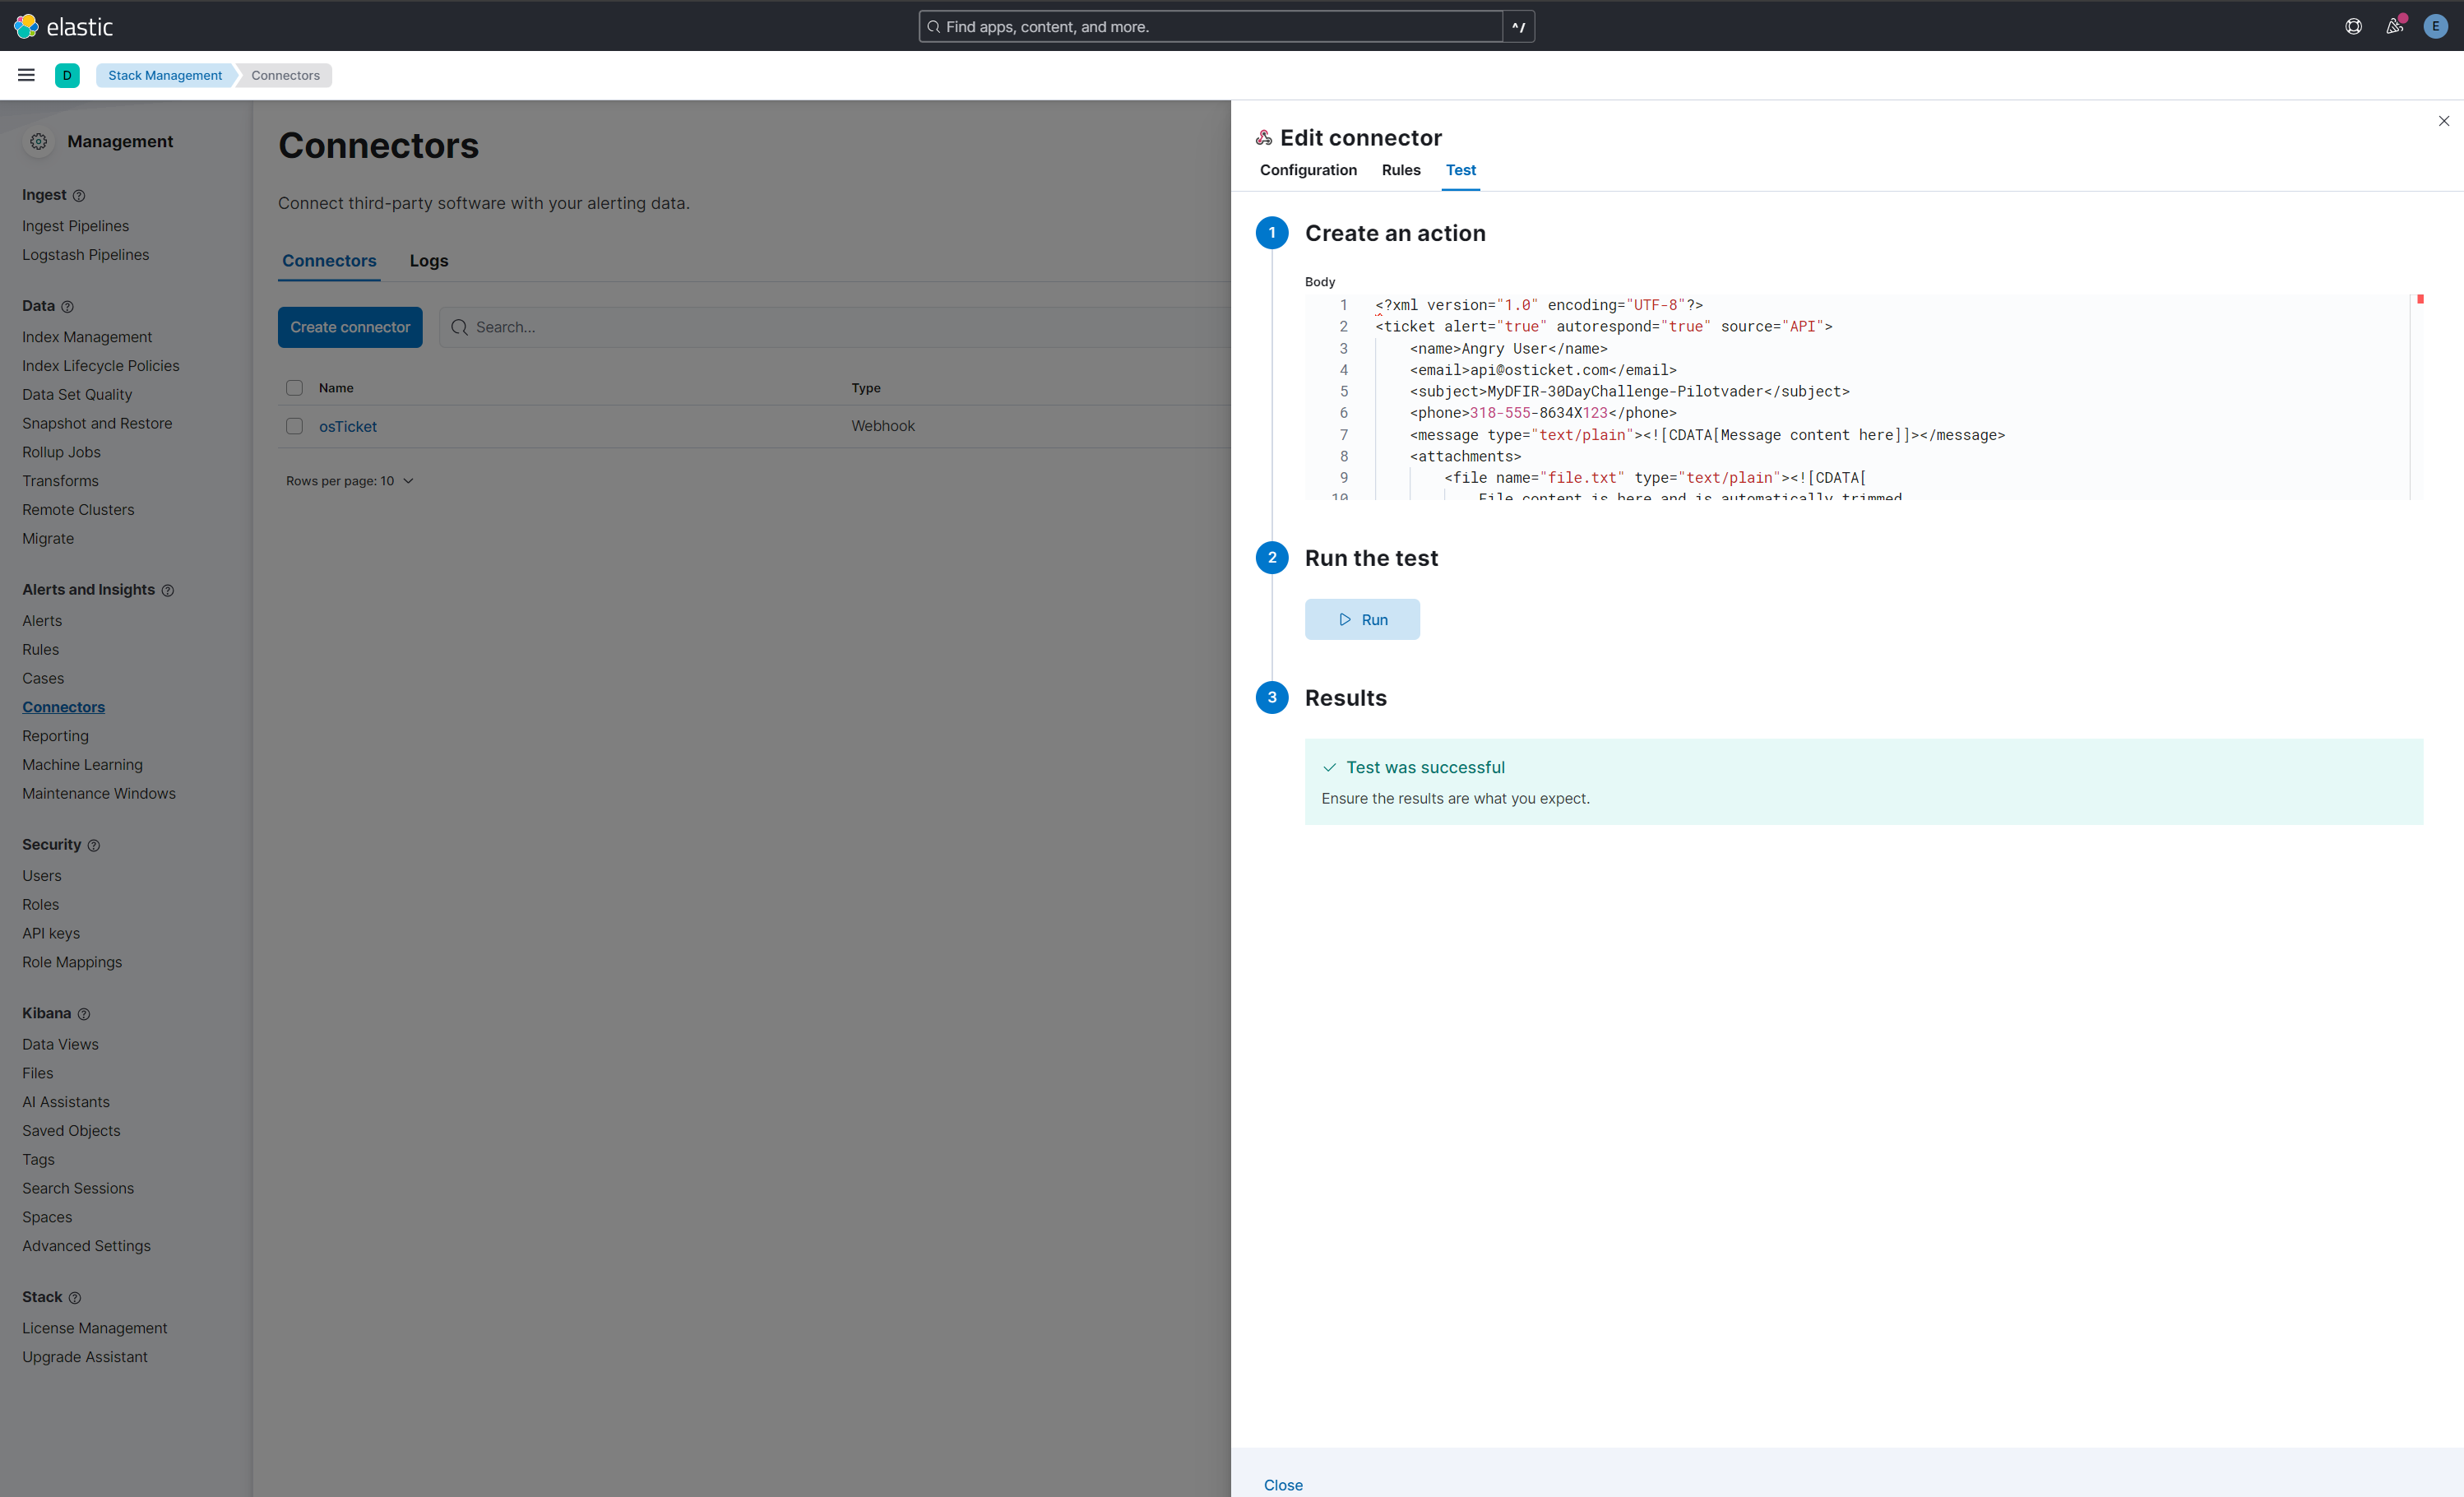 elastic
Find apps, content, and more.
^/
E
D
Stack Management
Connectors
Management
Ingest
Ingest Pipelines
Logstash Pipelines
Data
Index Management
Index Lifecycle Policies
Data Set Quality
Snapshot and Restore
Rollup Jobs
Transforms
Remote Clusters
Migrate
Alerts and Insights
Alerts
Rules
Cases
Connectors
Reporting
Machine Learning
Maintenance Windows
Security
Users
Roles
API keys
Role Mappings
Kibana
Data Views
Files
AI Assistants
Saved Objects
Tags
Search Sessions
Spaces
Advanced Settings
Stack
License Management
Upgrade Assistant
Connectors
Connect third-party software with your alerting data.
Connectors
Logs
Create connector
Search...
Name
Type
osTicket
Webhook
Rows per page: 10
Edit connector
Configuration
Rules
Test
1
Create an action
Body
1 <?xml version="1.0" encoding="UTF-8"?>
2 <ticket alert="true" autorespond="true" source="API">
3 <name>Angry User</name>
4 <email>api@osticket.com</email>
5 <subject>MyDFIR-30DayChallenge-Pilotvader</subject>
6 <phone>318-555-8634X123</phone>
7 <message type="text/plain"><![CDATA[Message content here]]></message>
8 <attachments>
9 <file name="file.txt" type="text/plain"><![CDATA[
10 File content is here and is automatically trimmed
2
Run the test
Run
3
Results
Test was successful
Ensure the results are what you expect.
Close